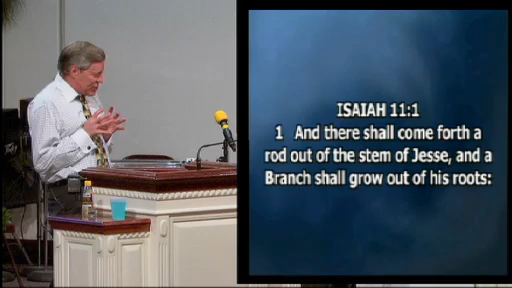 ISAIAH 11:1
1 And there shall come forth a
rod out of the stem of Jesse, and a
Branch shall grow out of his roots: